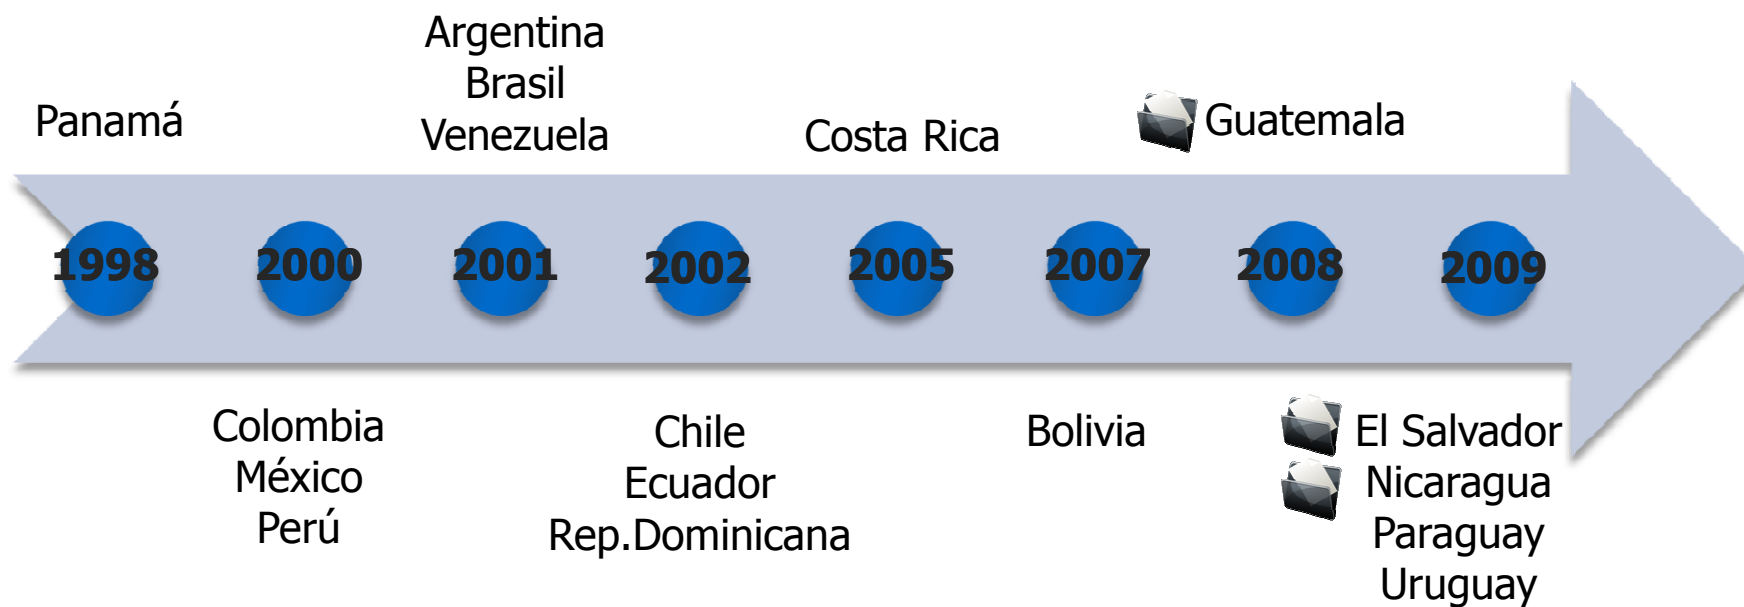 Argentina
Brasil
Venezuela
Panamá
Costa Rica
Guatemala
1998
2000
2001
2002
2005
2007
2008
2009
Colombia
México
Perú
Chile
Ecuador
Rep.Dominicana
Bolivia
El Salvador
Nicaragua
Paraguay
Uruguay